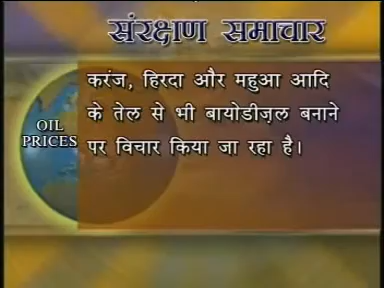 संरक्षण समाचार
करंज, हिरदा और महुआ आदि
के तेल से भी बायोडीज़ल बनाने
पर विचार किया जा रहा है।
OIL
PRICES